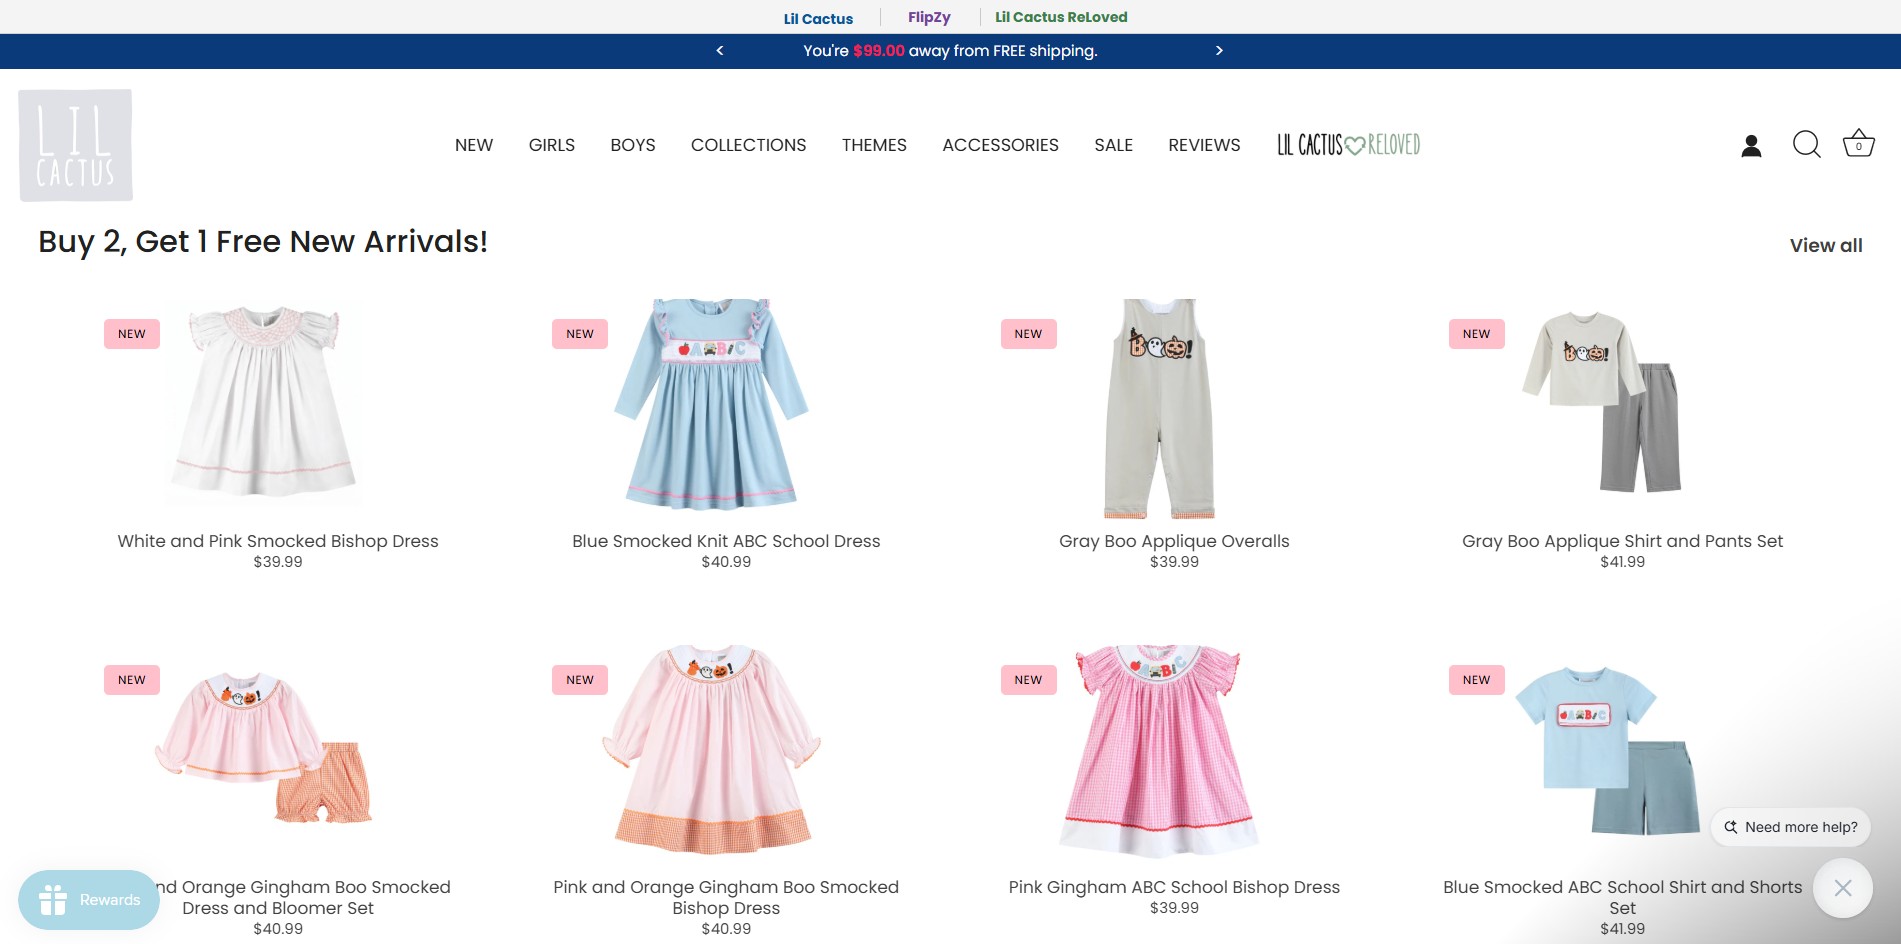 Lil Cactus
FlipZy
Lil Cactus ReLoved
You're $99.00 away from FREE shipping.
LIL
CACTUS
NEW
GIRLS
BOYS
COLLECTIONS
THEMES
ACCESSORIES
SALE
REVIEWS
LIL CACTUS RELOVED
0
Buy 2, Get 1 Free New Arrivals!
View all
NEW
NEW
ABC
NEW
BOO!
NEW
BOO!
White and Pink Smocked Bishop Dress
$39.99
Blue Smocked Knit ABC School Dress
$40.99
Gray Boo Applique Overalls
$39.99
Gray Boo Applique Shirt and Pants Set
$41.99
NEW
NEW
NEW
ABC
NEW
ABC
Need more help?
Rewards
nd Orange Gingham Boo Smocked
Dress and Bloomer Set
$40.99
Pink and Orange Gingham Boo Smocked
Bishop Dress
$40.99
Pink Gingham ABC School Bishop Dress
$39.99
Blue Smocked ABC School Shirt and Shorts
Set
$41.99